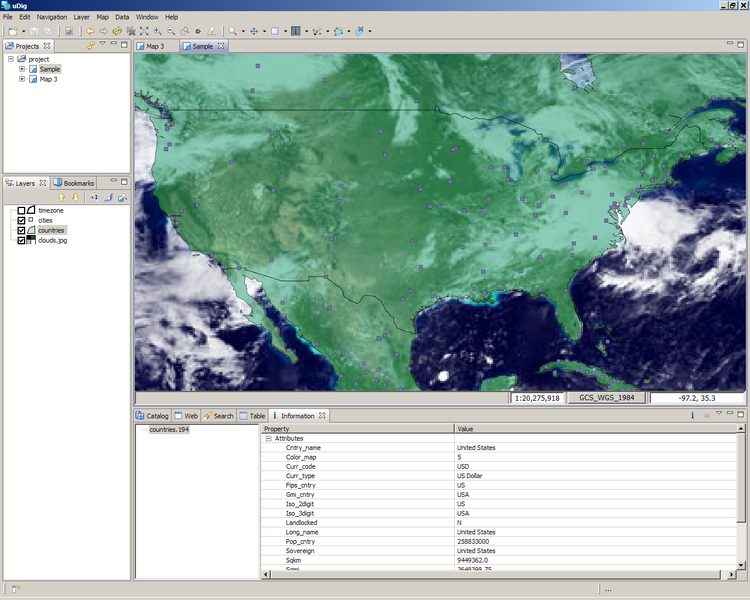 uDig
File Edit Navigation Layer Map Data Window Help
Projects
Map 3 Sample
project
Sample
Map 3
Layers Bookmarks
timezone
cities
countries
clouds.jpg
1:20,275,918 GCS_WGS_1984 -97.2, 35.3
Catalog Web Search Table Information
countries.194
Property Value
Attributes
Cntry_name United States
Color_map 5
Curr_code USD
Curr_type US Dollar
Fips_cntry US
Gmi_cntry USA
Iso_2digit US
Iso_3digit USA
Landlocked N
Long_name United States
Pop_cntry 258833000
Sovereign United States
Sqkm 9449362.0
Sqmi 3648398.75